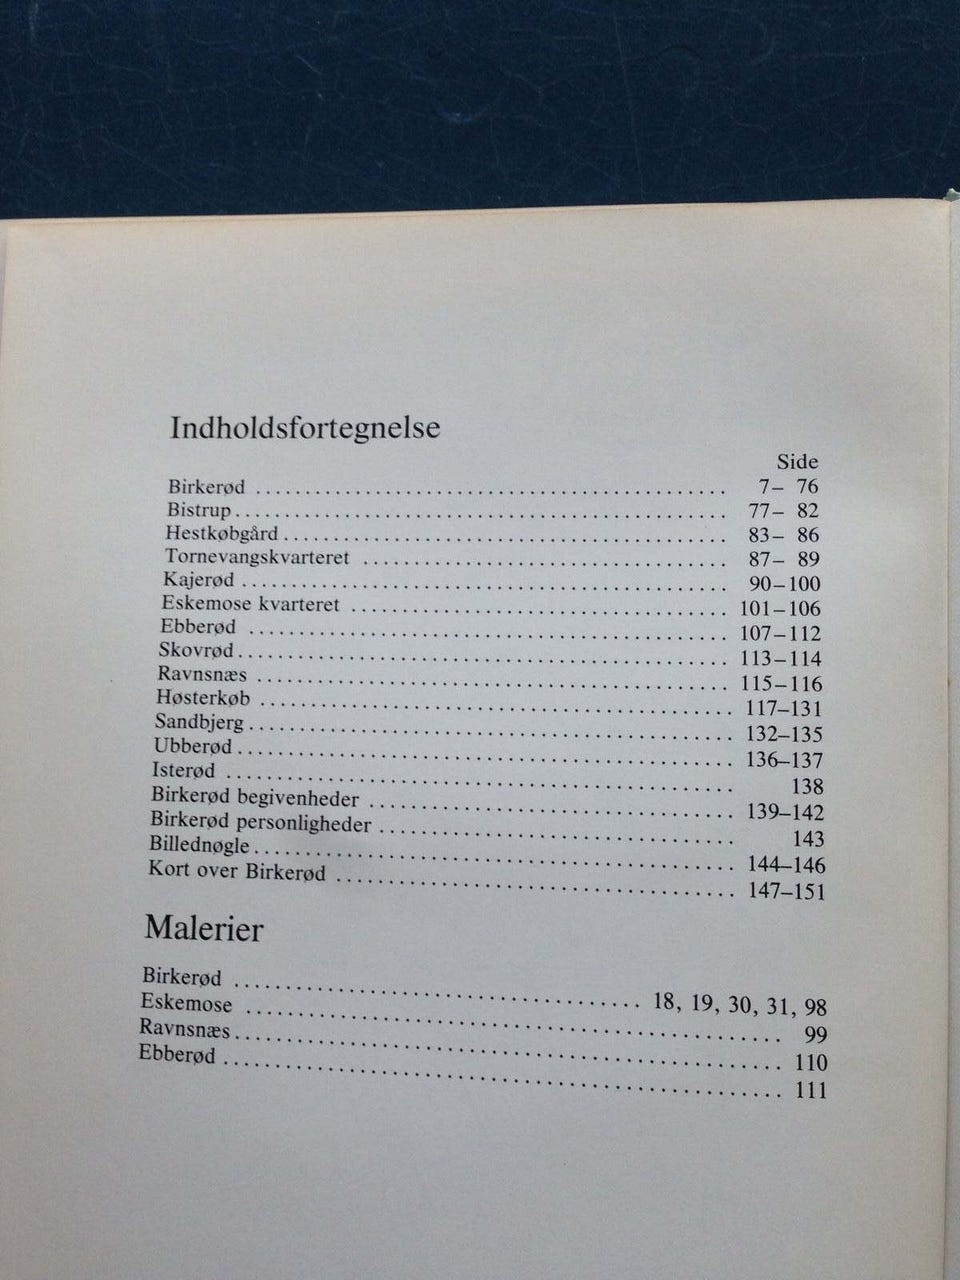 Indholdsfortegnelse
Side
Birkerød 7– 76
Bistrup 77– 82
Hestkøbgård 83– 86
Tornevangskvarteret 87– 89
Kajerød 90–100
Eskemose kvarteret 101–106
Ebberød 107–112
Skovrød 113–114
Ravnsnæs 115–116
Høsterkøb 117–131
Sandbjerg 132–135
Ubberød 136–137
Isterød 138
Birkerød begivenheder 139–142
Birkerød personligheder 143
Billednøgle 144–146
Kort over Birkerød 147–151
Malerier
Birkerød 18, 19, 30, 31, 98
Eskemose 99
Ravnsnæs 110
Ebberød 111